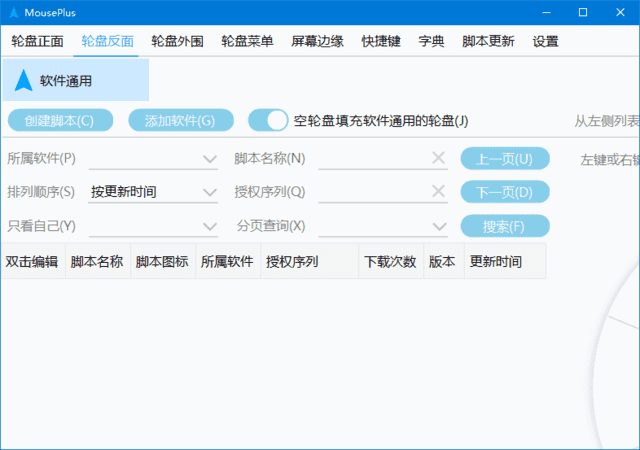 MousePlus
轮盘正面 轮盘反面 轮盘外围 轮盘菜单 屏幕边缘 快捷键 字典 脚本更新 设置
软件通用
创建脚本(C) 添加软件(G) 空轮盘填充软件通用的轮盘(J) 从左侧列表
所属软件(P) 脚本名称(N) 上一页(U) 左键或右键
排列顺序(S) 按更新时间 授权序列(Q) 下一页(D)
只看自己(Y) 分页查询(X) 搜索(F)
双击编辑 脚本名称 脚本图标 所属软件 授权序列 下载次数 版本 更新时间